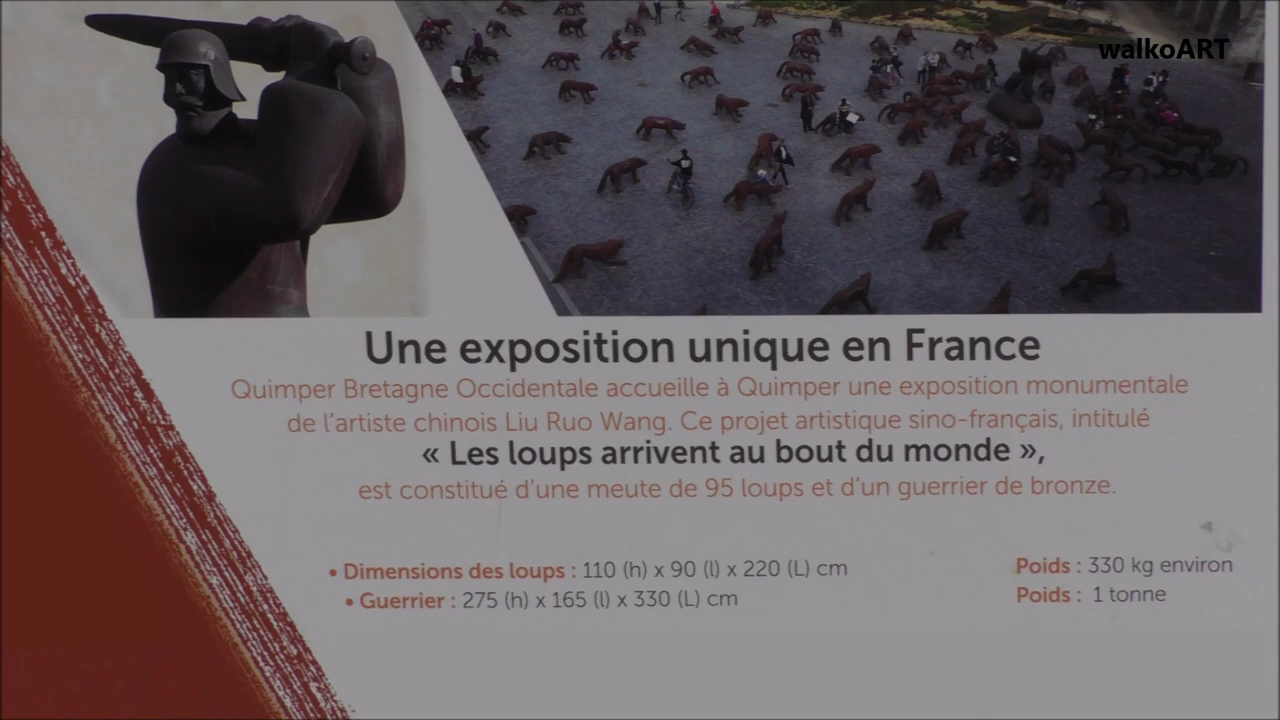 walkoART
Une exposition unique en France
Quimper Bretagne Occidentale accueille à Quimper une exposition monumentale
de l'artiste chinois Liu Ruo Wang. Ce projet artistique sino-français, intitulé
« Les loups arrivent au bout du monde »,
est constitué d'une meute de 95 loups et d'un guerrier de bronze.
• Dimensions des loups : 110 (h) x 90 (l) x 220 (L) cm Poids : 330 kg environ
• Guerrier : 275 (h) x 165 (l) x 330 (L) cm Poids : 1 tonne